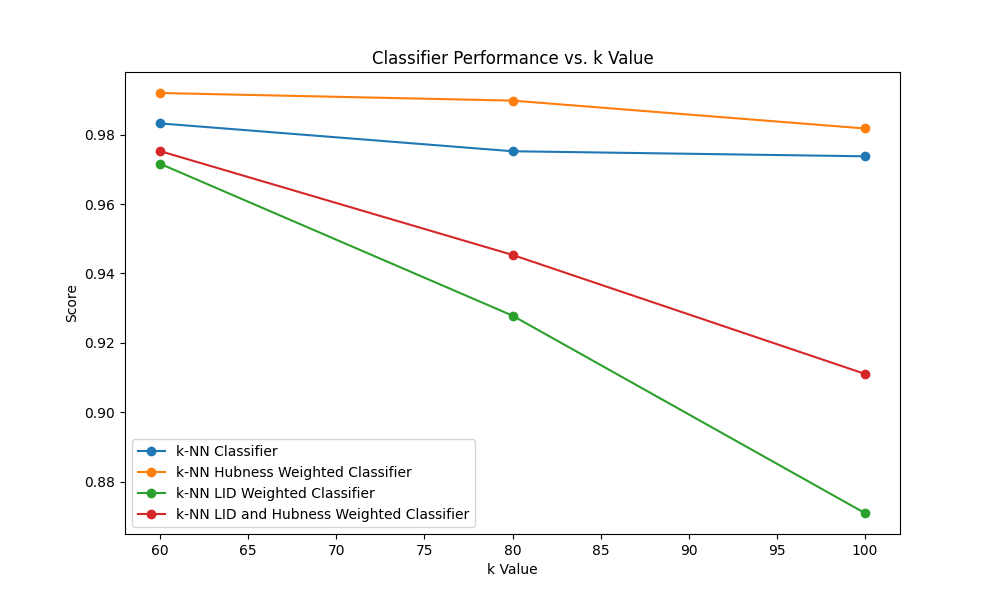 Classifier Performance vs. k Value
Score
0.98
0.96
0.94
0.92
0.90
0.88
k-NN Classifier
k-NN Hubness Weighted Classifier
k-NN LID Weighted Classifier
k-NN LID and Hubness Weighted Classifier
60 65 70 75 80 85 90 95 100
k Value